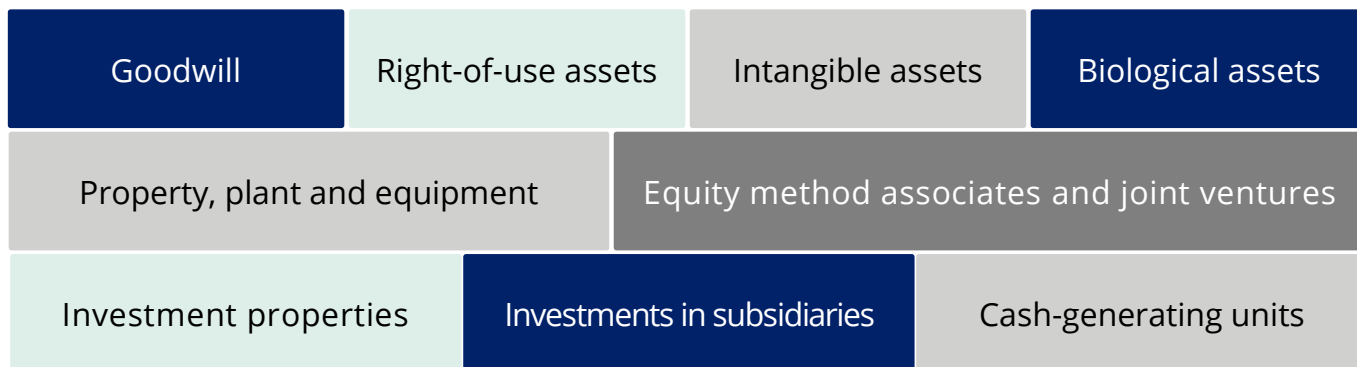 Goodwill
Right-of-use assets
Intangible assets
Biological assets
Property, plant and equipment
Equity method associates and joint ventures
Investment properties
Investments in subsidiaries
Cash-generating units